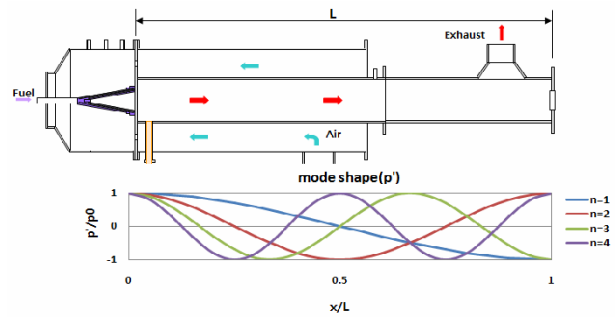 L
Exhaust
Fuel
Air
mode shape(p')
1
0
-1
p'/p0
0
0.5
1
x/L
n=1
n=2
n=3
n=4